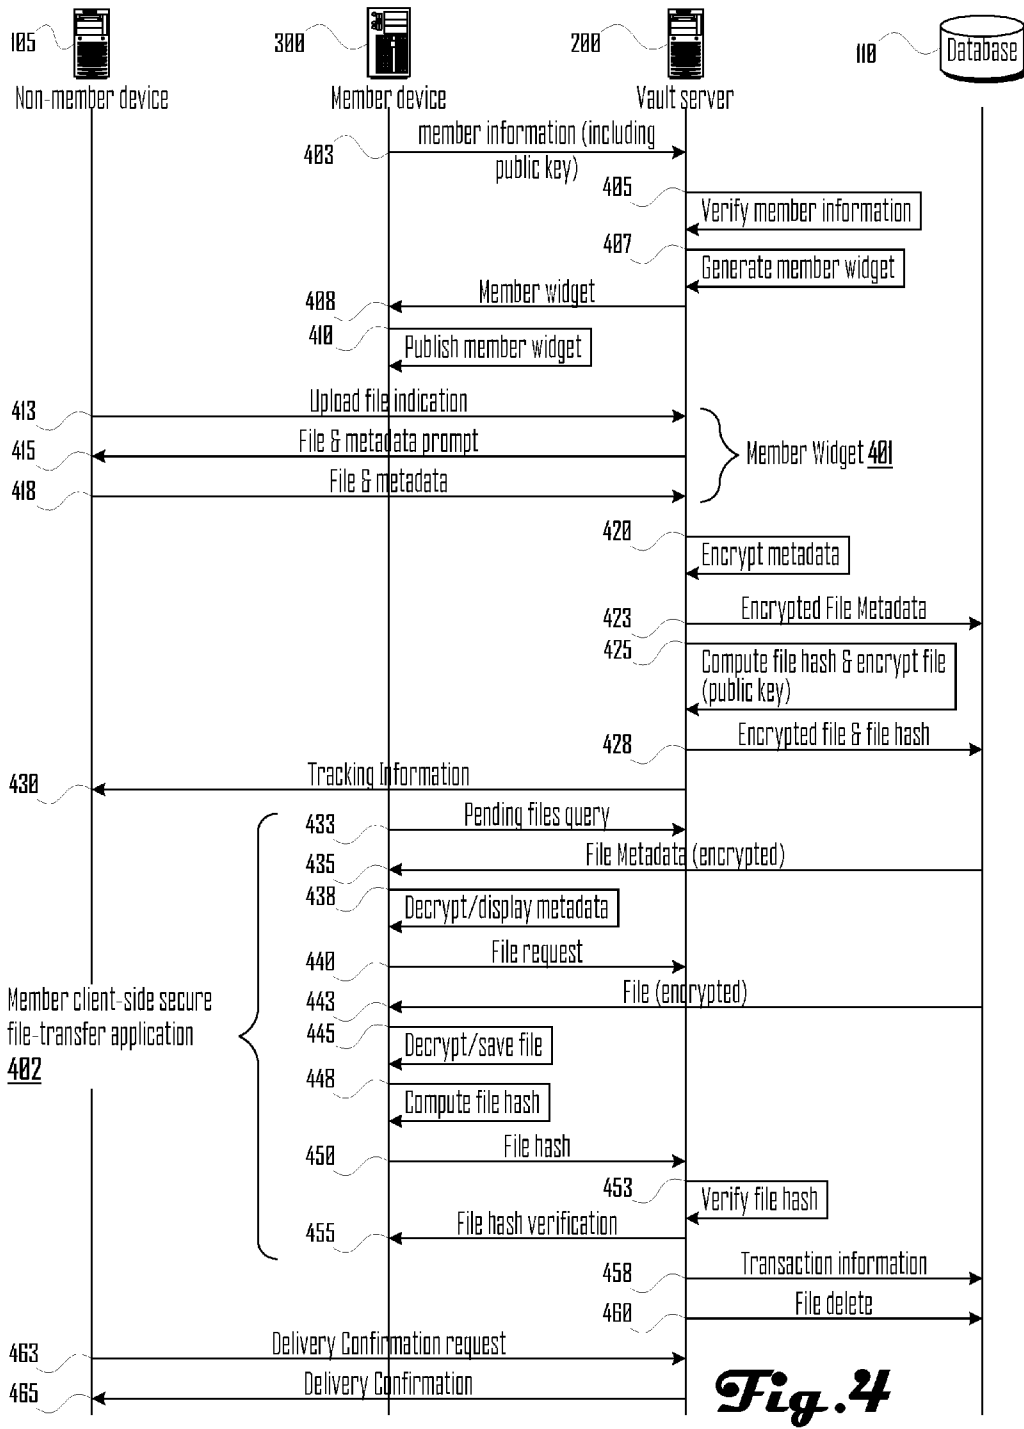 105
300
200
110
Database
Non-member device
Member device
Vault server
403
member information (including
public key)
405
Verify member information
407
Generate member widget
408
Member widget
410
Publish member widget
413
Upload file indication
415
File & metadata prompt
Member Widget 401
418
File & metadata
420
Encrypt metadata
423
Encrypted File Metadata
425
Compute file hash & encrypt file
(public key)
428
Encrypted file & file hash
430
Tracking Information
433
Pending files query
435
File Metadata (encrypted)
438
Decrypt/display metadata
440
File request
Member client-side secure
file-transfer application
402
443
File (encrypted)
445
Decrypt/save file
448
Compute file hash
450
File hash
453
Verify file hash
455
File hash verification
458
Transaction information
460
File delete
463
Delivery Confirmation request
465
Delivery Confirmation
Fig.4